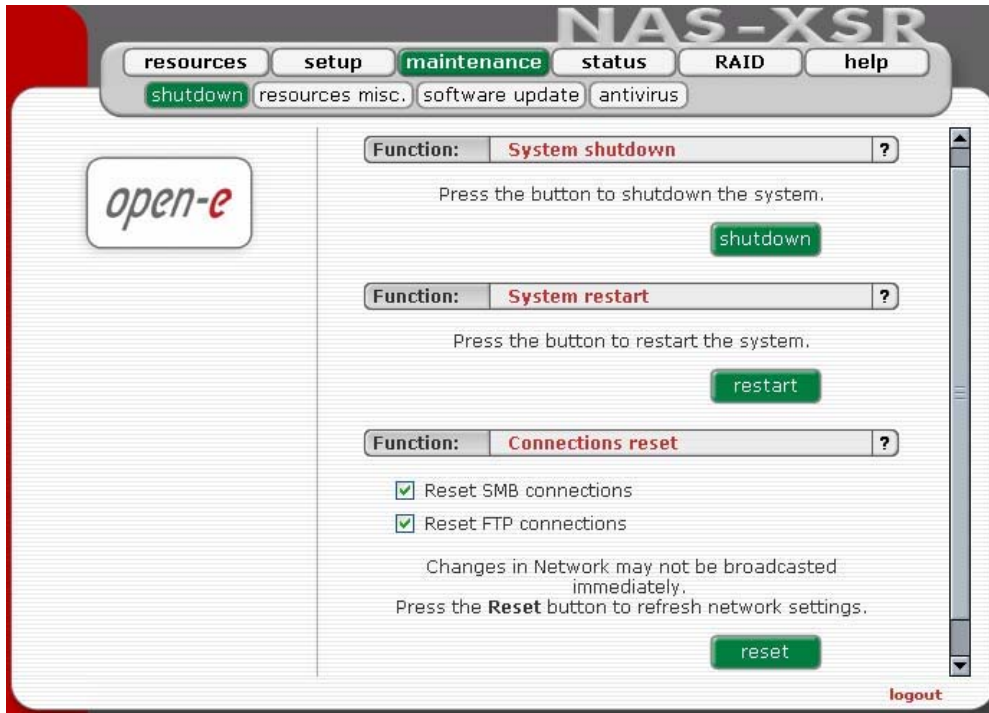 NAS-XSR
resources setup maintenance status RAID help
shutdown resources misc. software update antivirus
open-e
Function: System shutdown ?
Press the button to shutdown the system.
shutdown
Function: System restart ?
Press the button to restart the system.
restart
Function: Connections reset ?
Reset SMB connections
Reset FTP connections
Changes in Network may not be broadcasted
immediately.
Press the Reset button to refresh network settings.
reset
logout